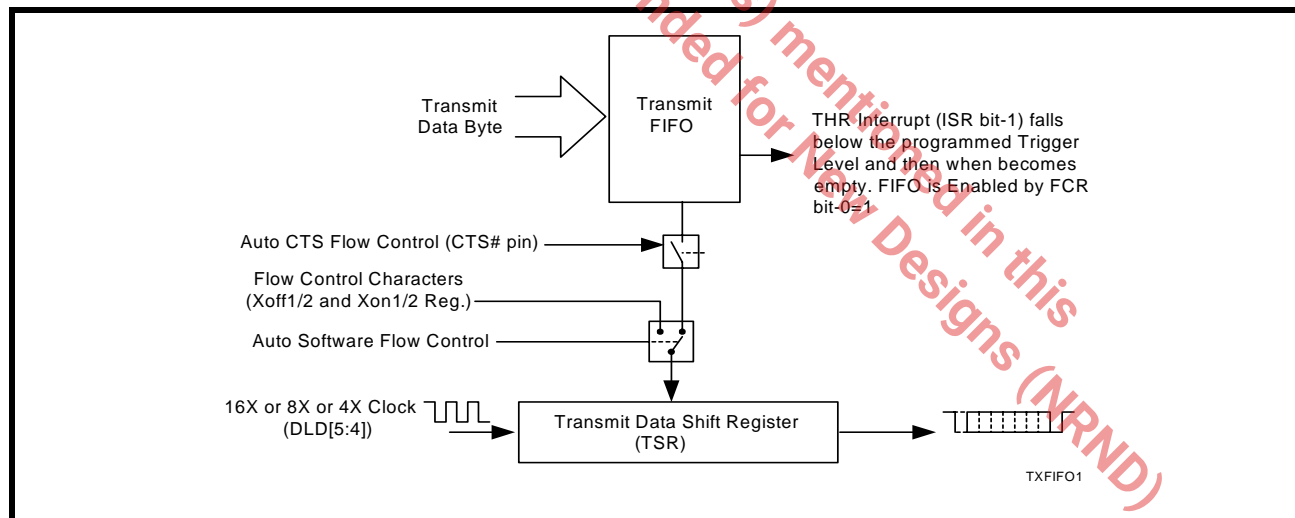 Transmit
Data Byte
Transmit
FIFO
THR Interrupt (ISR bit-1) falls
below the programmed Trigger
Level and then when becomes
empty. FIFO is Enabled by FCR
bit-0=1
Auto CTS Flow Control (CTS# pin)
Flow Control Characters
(Xoff1/2 and Xon1/2 Reg.)
Auto Software Flow Control
16X or 8X or 4X Clock
(DLD[5:4])
Transmit Data Shift Register
(TSR)
TXFIFO1
mentioned in this
for New Designs (NRND)